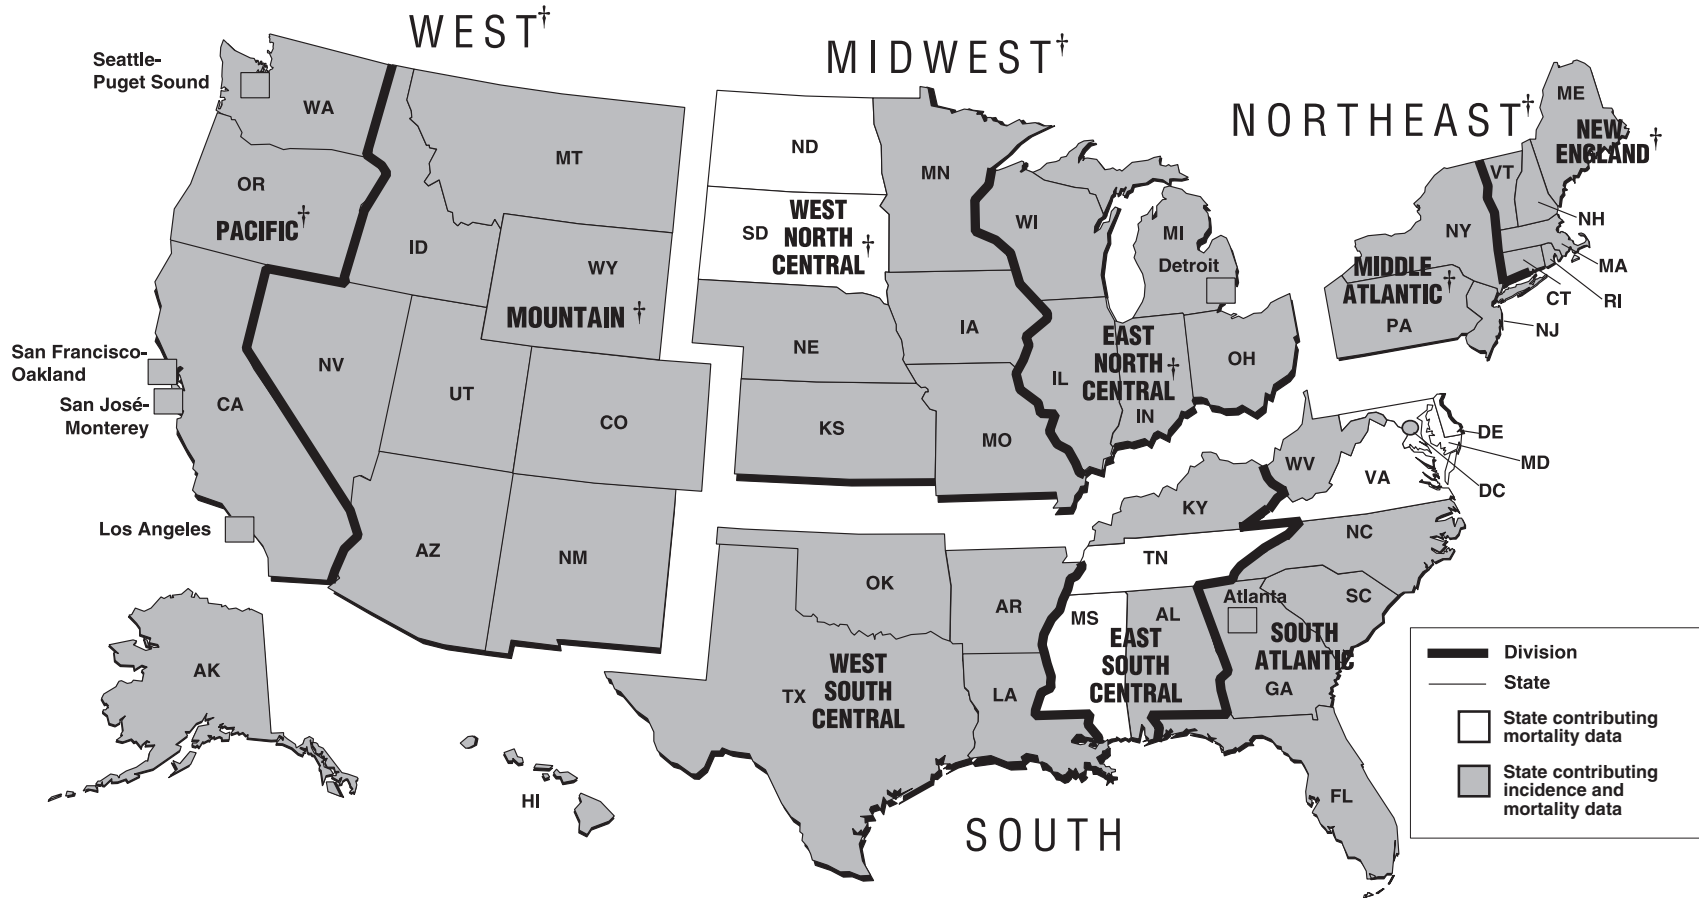 WEST†
MIDWEST†
NORTHEAST†
Seattle-
Puget Sound
WA
MT
OR
PACIFIC†
ID
WY
MOUNTAIN †
San Francisco-
Oakland
San José-
Monterey
CA
NV
UT
CO
Los Angeles
AZ
NM
AK
HI
ND
SD
WEST
NORTH
CENTRAL†
MN
NE
IA
KS
MO
WI
MI
Detroit
IL
EAST
NORTH
CENTRAL†
IN
OH
ME
NEW
ENGLAND†
VT
NH
NY
MA
MIDDLE
ATLANTIC†
CT
RI
PA
NJ
DE
MD
DC
WV
VA
KY
TN
NC
SC
OK
AR
TX
WEST
SOUTH
CENTRAL
LA
MS
AL
EAST
SOUTH
CENTRAL
Atlanta
SOUTH
ATLANTIC
GA
FL
SOUTH
Division
State
State contributing
mortality data
State contributing
incidence and
mortality data